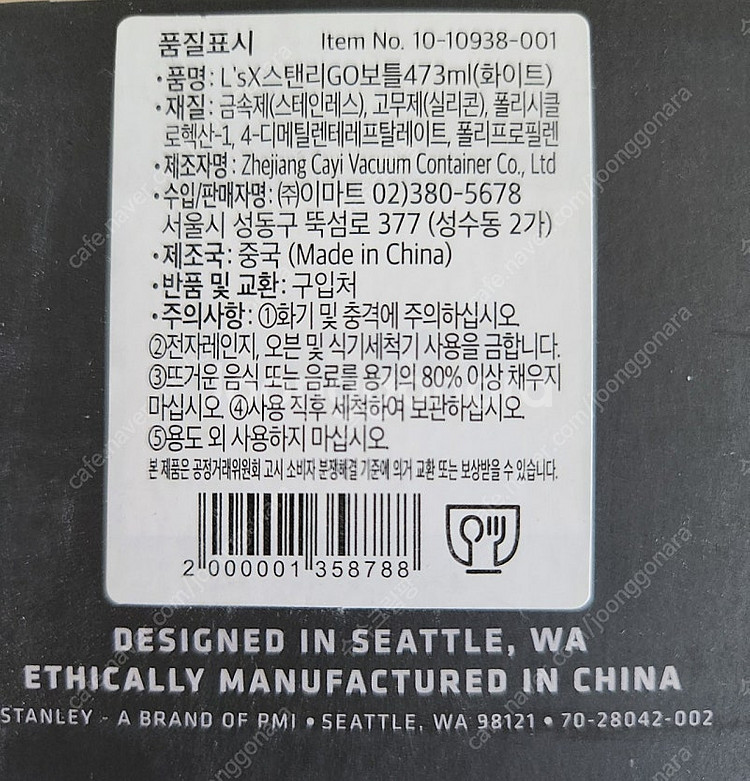 품질표시 Item No. 10-10938-001
•품명: L'sX스탠리GO보틀473ml(화이트)
•재질: 금속제(스테인레스), 고무제(실리콘), 폴리시클
로헥산-1, 4-디메틸렌테레프탈레이트, 폴리프로필렌
•제조자명: Zhejiang Cayi Vacuum Container Co., Ltd
•수입/판매자명: ㈜이마트 02)380-5678
서울시 성동구 뚝섬로 377 (성수동 2가)
•제조국: 중국 (Made in China)
•반품 및 교환: 구입처
•주의사항: ①화기 및 충격에 주의하십시오.
②전자레인지, 오븐 및 식기세척기 사용을 금합니다.
③뜨거운 음식 또는 음료를 용기의 80% 이상 채우지
마십시오. ④사용 직후 세척하여 보관하십시오.
⑤용도 외 사용하지 마십시오.
본 제품은 공정거래위원회 고시 소비자 분쟁해결 기준에 의거 교환 또는 보상받을 수 있습니다.
2 000001 358788
DESIGNED IN SEATTLE, WA
ETHICALLY MANUFACTURED IN CHINA
STANLEY - A BRAND OF PMI • SEATTLE, WA 98121 • 70-28042-002